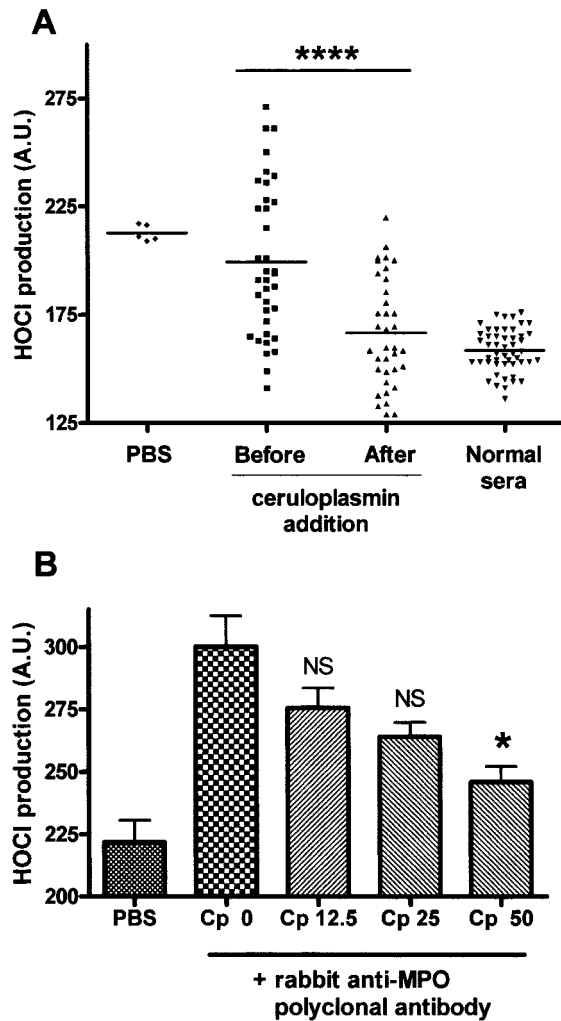 A
****
HOCl production (A.U.)
275
225
175
125
PBS
Before
After
Normal
sera
ceruloplasmin
addition
B
HOCl production (A.U.)
300
275
250
225
200
NS
NS
*
PBS
Cp 0
Cp 12.5
Cp 25
Cp 50
+ rabbit anti-MPO
polyclonal antibody